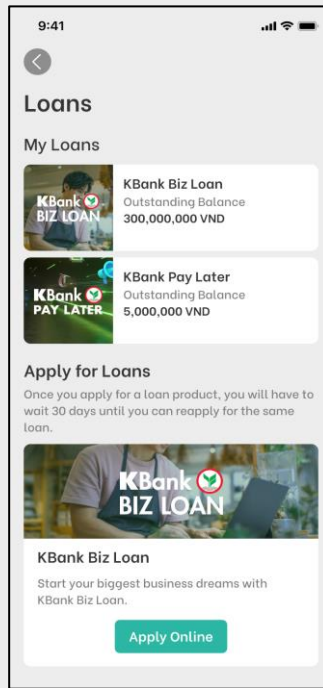 9:41
Loans
My Loans
KBank
BIZ LOAN
KBank Biz Loan
Outstanding Balance
300,000,000 VND
KBank
PAY LATER
KBank Pay Later
Outstanding Balance
5,000,000 VND
Apply for Loans
Once you apply for a loan product, you will have to
wait 30 days until you can reapply for the same
loan.
KBank
BIZ LOAN
KBank Biz Loan
Start your biggest business dreams with
KBank Biz Loan.
Apply Online